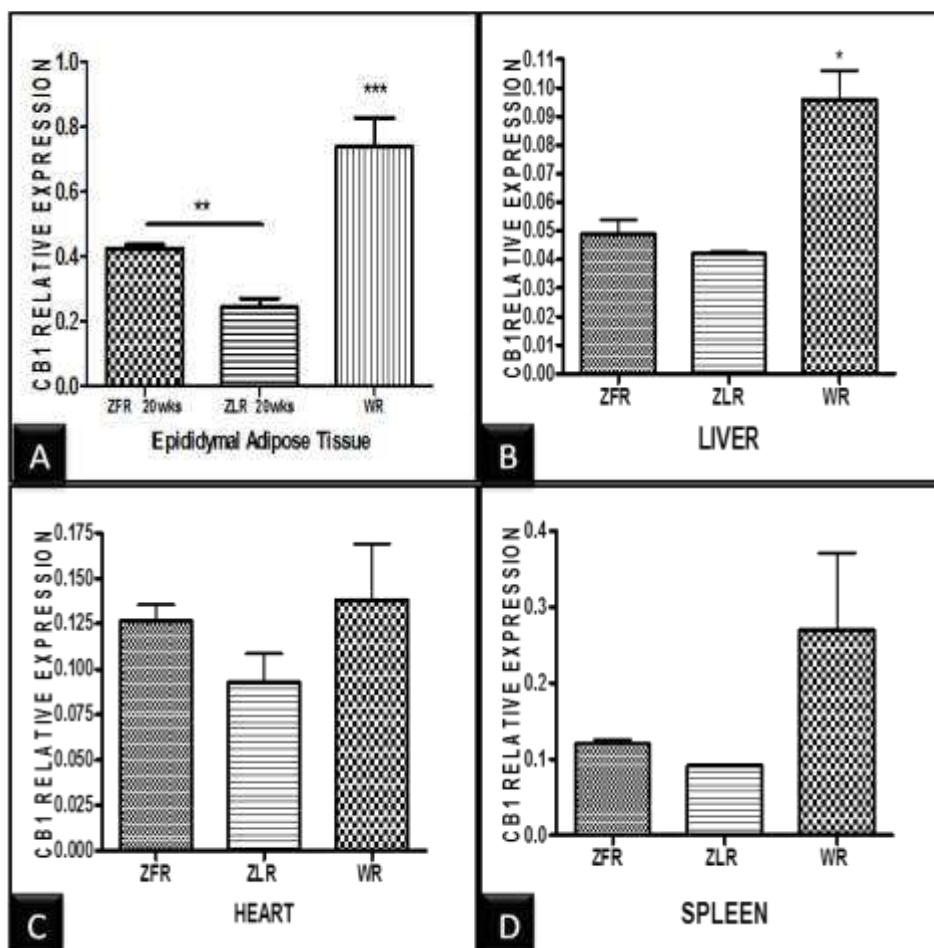 CB1 RELATIVE EXPRESSION
1.0
0.8
0.6
0.4
0.2
0.0
***
**
ZFR 20wks ZLR 20wks WR
Epididymal Adipose Tissue
A
CB1RELATIVE EXPRESSION
0.11
0.10
0.09
0.08
0.07
0.06
0.05
0.04
0.03
0.02
0.01
0.00
*
ZFR ZLR WR
LIVER
B
CB1RELATIVE EXPRESSION
0.175
0.150
0.125
0.100
0.075
0.050
0.025
0.000
ZFR ZLR WR
HEART
C
CB1RELATIVE EXPRESSION
0.4
0.3
0.2
0.1
0.0
ZFR ZLR WR
SPLEEN
D